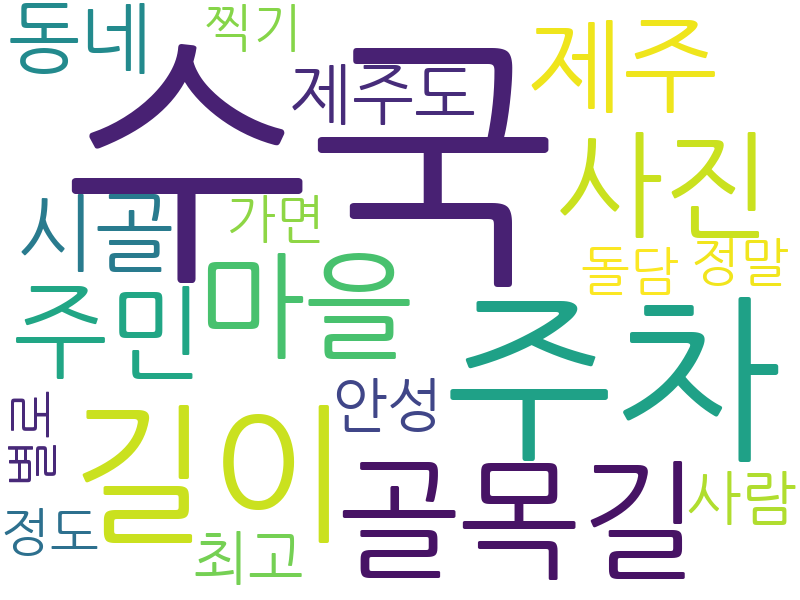 동네
찍기
수국
제주도
제주
사진
시골
가면
마을
돌담
정말
주민
주차
별로
길이
안성
골목길
사람
정도
최고